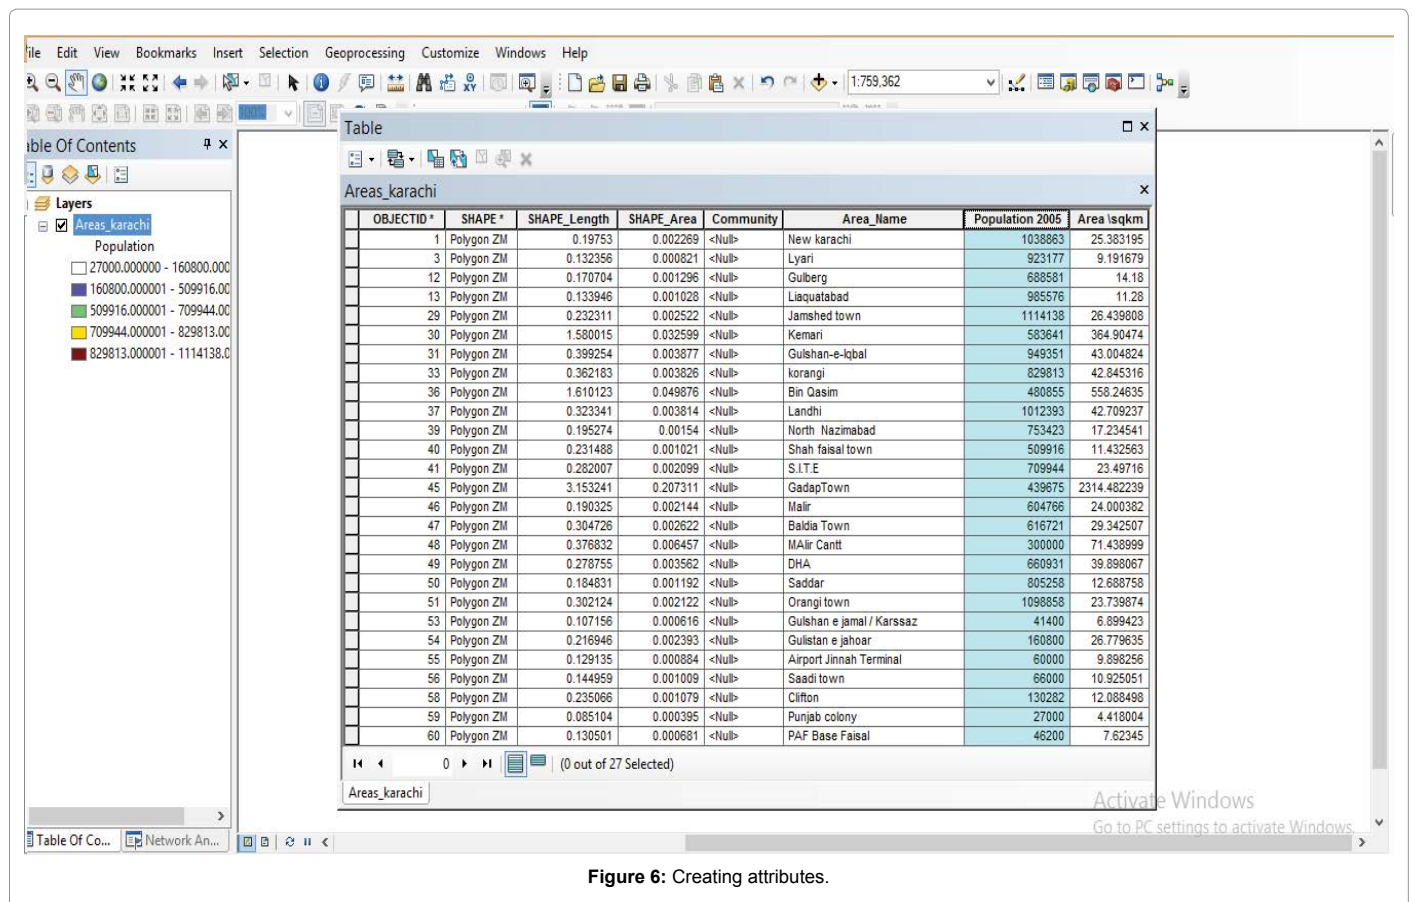 File Edit View Bookmarks Insert Selection Geoprocessing Customize Windows Help
1:759,362
100%
Table Of Contents
Layers
Areas_karachi
Population
27000.000000 - 160800.000
160800.000001 - 509916.00
509916.000001 - 709944.00
709944.000001 - 829813.00
829813.000001 - 1114138.0
Table
Areas_karachi
OBJECTID * SHAPE * SHAPE_Length SHAPE_Area Community Area_Name Population 2005 Area \sqkm
1 Polygon ZM 0.19753 0.002269 <Null> New karachi 1038863 25.383195
3 Polygon ZM 0.132356 0.000821 <Null> Lyari 923177 9.191679
12 Polygon ZM 0.170704 0.001296 <Null> Gulberg 688581 14.18
13 Polygon ZM 0.133946 0.001028 <Null> Liaquatabad 985576 11.28
29 Polygon ZM 0.232311 0.002522 <Null> Jamshed town 1114138 26.439808
30 Polygon ZM 1.580015 0.032599 <Null> Kemari 583641 364.90474
31 Polygon ZM 0.399254 0.003877 <Null> Gulshan-e-Iqbal 949351 43.004824
33 Polygon ZM 0.362183 0.003826 <Null> korangi 829813 42.845316
36 Polygon ZM 1.610123 0.049876 <Null> Bin Qasim 480855 558.24635
37 Polygon ZM 0.323341 0.003814 <Null> Landhi 1012393 42.709237
39 Polygon ZM 0.195274 0.00154 <Null> North Nazimabad 753423 17.234541
40 Polygon ZM 0.231488 0.001021 <Null> Shah faisal town 509916 11.432563
41 Polygon ZM 0.282007 0.002099 <Null> S.I.T.E 709944 23.49716
45 Polygon ZM 3.153241 0.207311 <Null> GadapTown 439675 2314.482239
46 Polygon ZM 0.190325 0.002144 <Null> Malir 604766 24.000382
47 Polygon ZM 0.304726 0.002622 <Null> Baldia Town 616721 29.342507
48 Polygon ZM 0.376832 0.006457 <Null> MAlir Cantt 300000 71.438999
49 Polygon ZM 0.278755 0.003562 <Null> DHA 660931 39.898067
50 Polygon ZM 0.184831 0.001192 <Null> Saddar 805258 12.688758
51 Polygon ZM 0.302124 0.002122 <Null> Orangi town 1098858 23.739874
53 Polygon ZM 0.107156 0.000616 <Null> Gulshan e jamal / Karssaz 41400 6.899423
54 Polygon ZM 0.216946 0.002393 <Null> Gulistan e jahoar 160800 26.779635
55 Polygon ZM 0.129135 0.000884 <Null> Airport Jinnah Terminal 60000 9.898256
56 Polygon ZM 0.144959 0.001009 <Null> Saadi town 66000 10.925051
58 Polygon ZM 0.235066 0.001079 <Null> Clifton 130282 12.088498
59 Polygon ZM 0.085104 0.000395 <Null> Punjab colony 27000 4.418004
60 Polygon ZM 0.130501 0.000681 <Null> PAF Base Faisal 46200 7.62345
0 (0 out of 27 Selected)
Areas_karachi
Activate Windows
Go to PC settings to activate Windows.
Table Of Co... Network An...
Figure 6: Creating attributes.